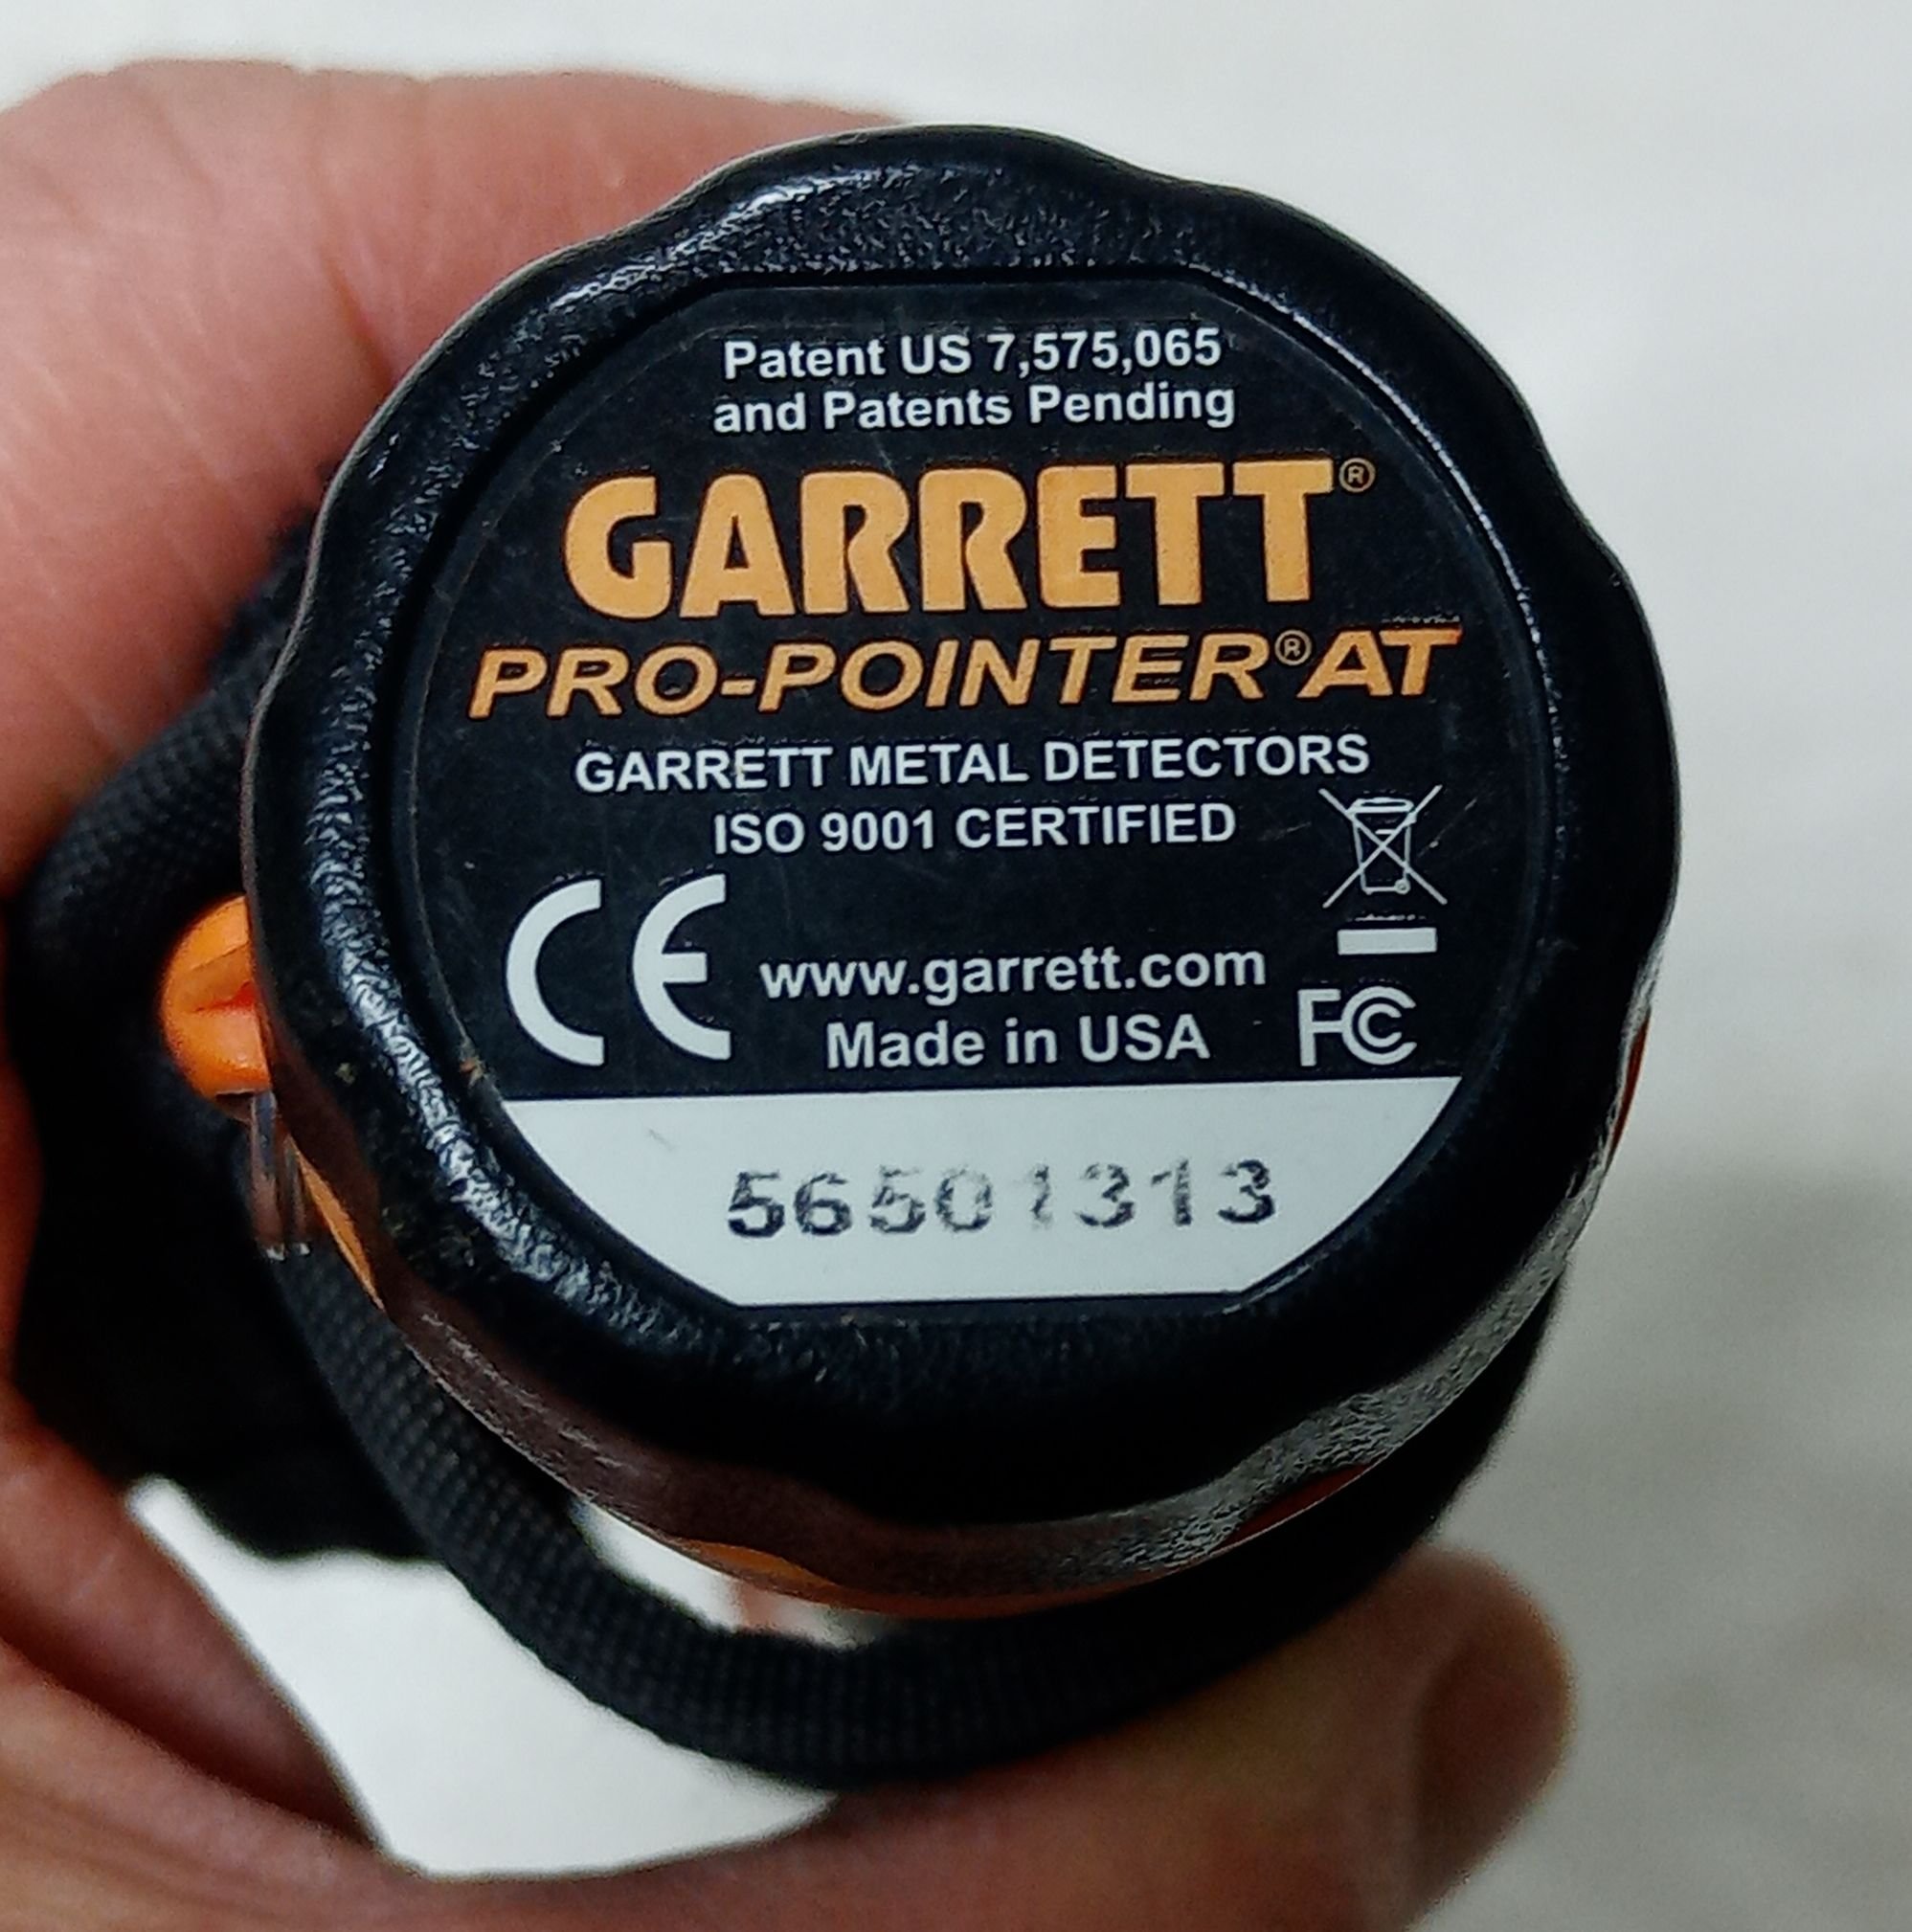 Patent US 7,575,065
and Patents Pending
GARRETT®
PRO-POINTER® AT
GARRETT METAL DETECTORS
ISO 9001 CERTIFIED
CE
www.garrett.com
Made in USA
FC
56501313